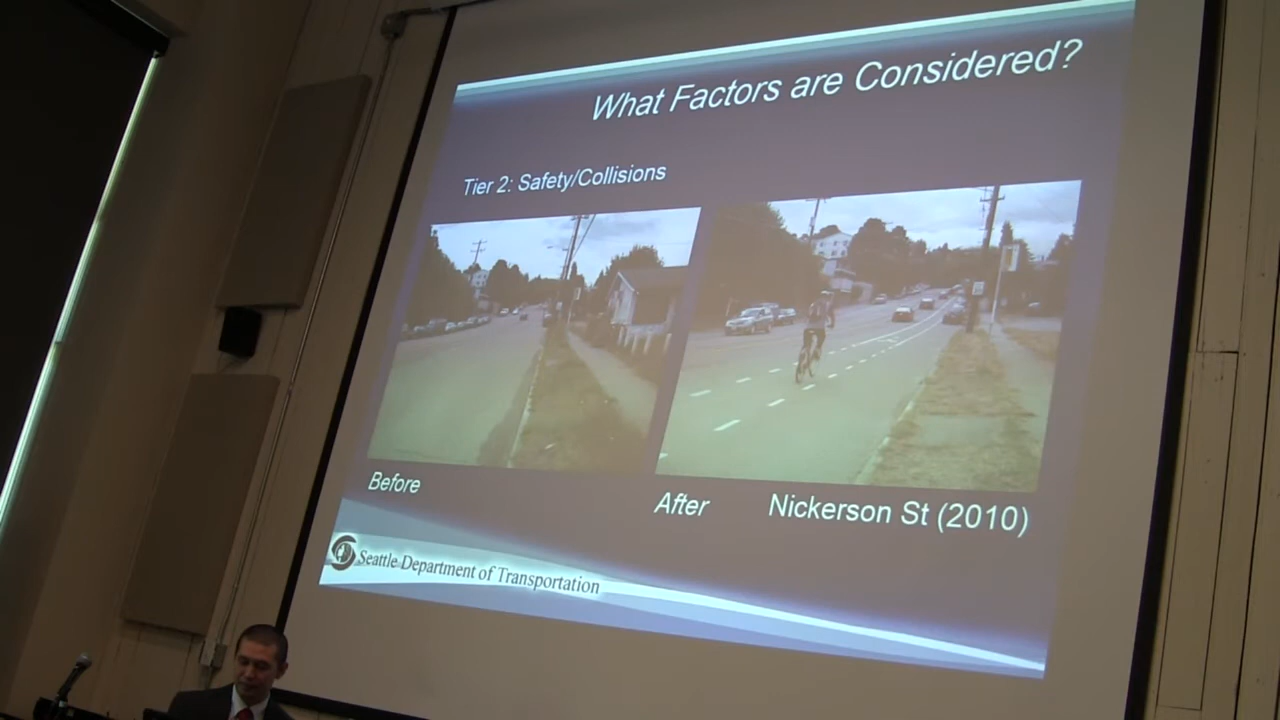 What Factors are Considered?
Tier 2: Safety/Collisions
Before
After
Nickerson St (2010)
Seattle Department of Transportation